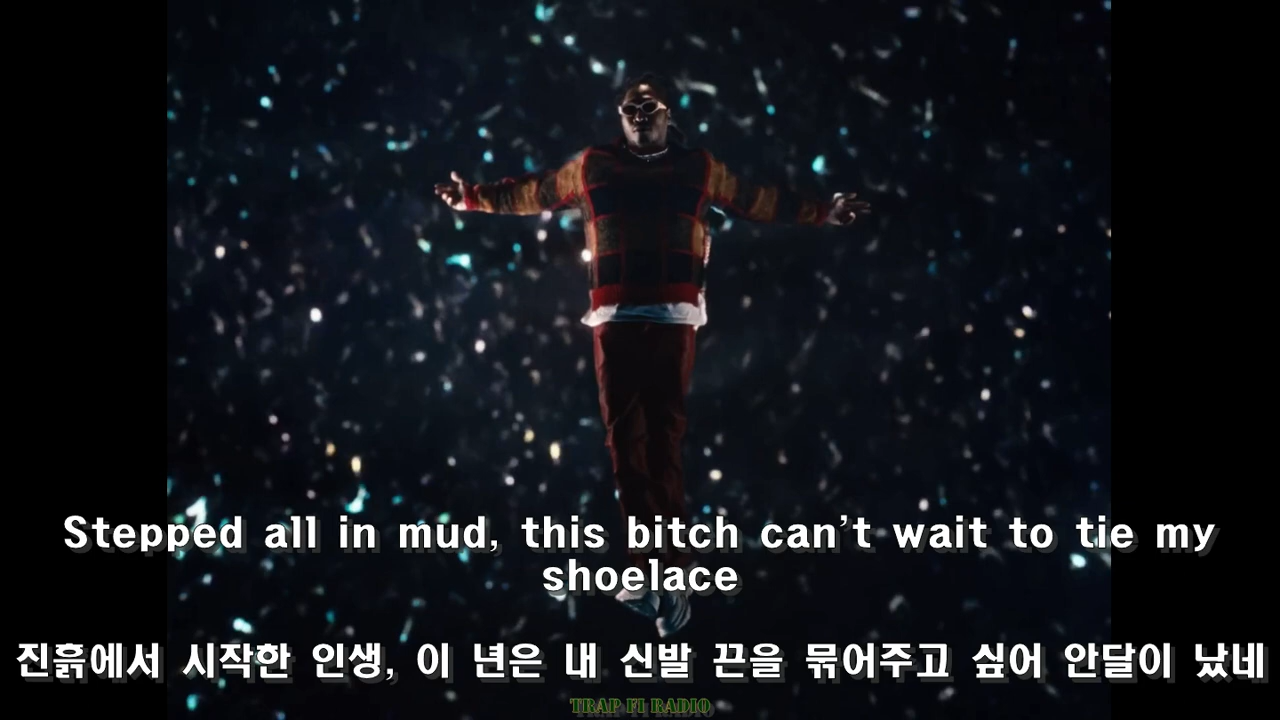 Stepped all in mud, this bitch can't wait to tie my
shoelace
진흙에서 시작한 인생, 이 년은 내 신발 끈을 묶어주고 싶어 안달이 났네
TRAP FI RADIO